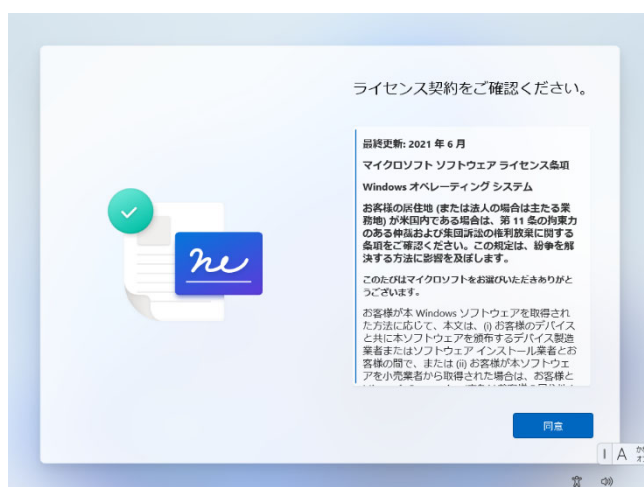 ライセンス契約をご確認ください。
最終更新: 2021 年 6 月
マイクロソフト ソフトウェア ライセンス条項
Windows オペレーティング システム
お客様の居住地 (または法人の場合は主たる業
務地) が米国内である場合は、第 11 条の拘束力
のある仲裁および集団訴訟の権利放棄に関する
条項をご確認ください。この規定は、紛争を解
決する方法に影響を及ぼします。
このたびはマイクロソフトをお選びいただきありがと
うございます。
お客様が本 Windows ソフトウェアを取得され
た方法に応じて、本文は、(i) お客様のデバイス
と共に本ソフトウェアを頒布するデバイス製造
業者またはソフトウェア インストール業者とお
客様の間で、または (ii) お客様が本ソフトウェ
アを小売業者から取得された場合は、お客様と
同意
A